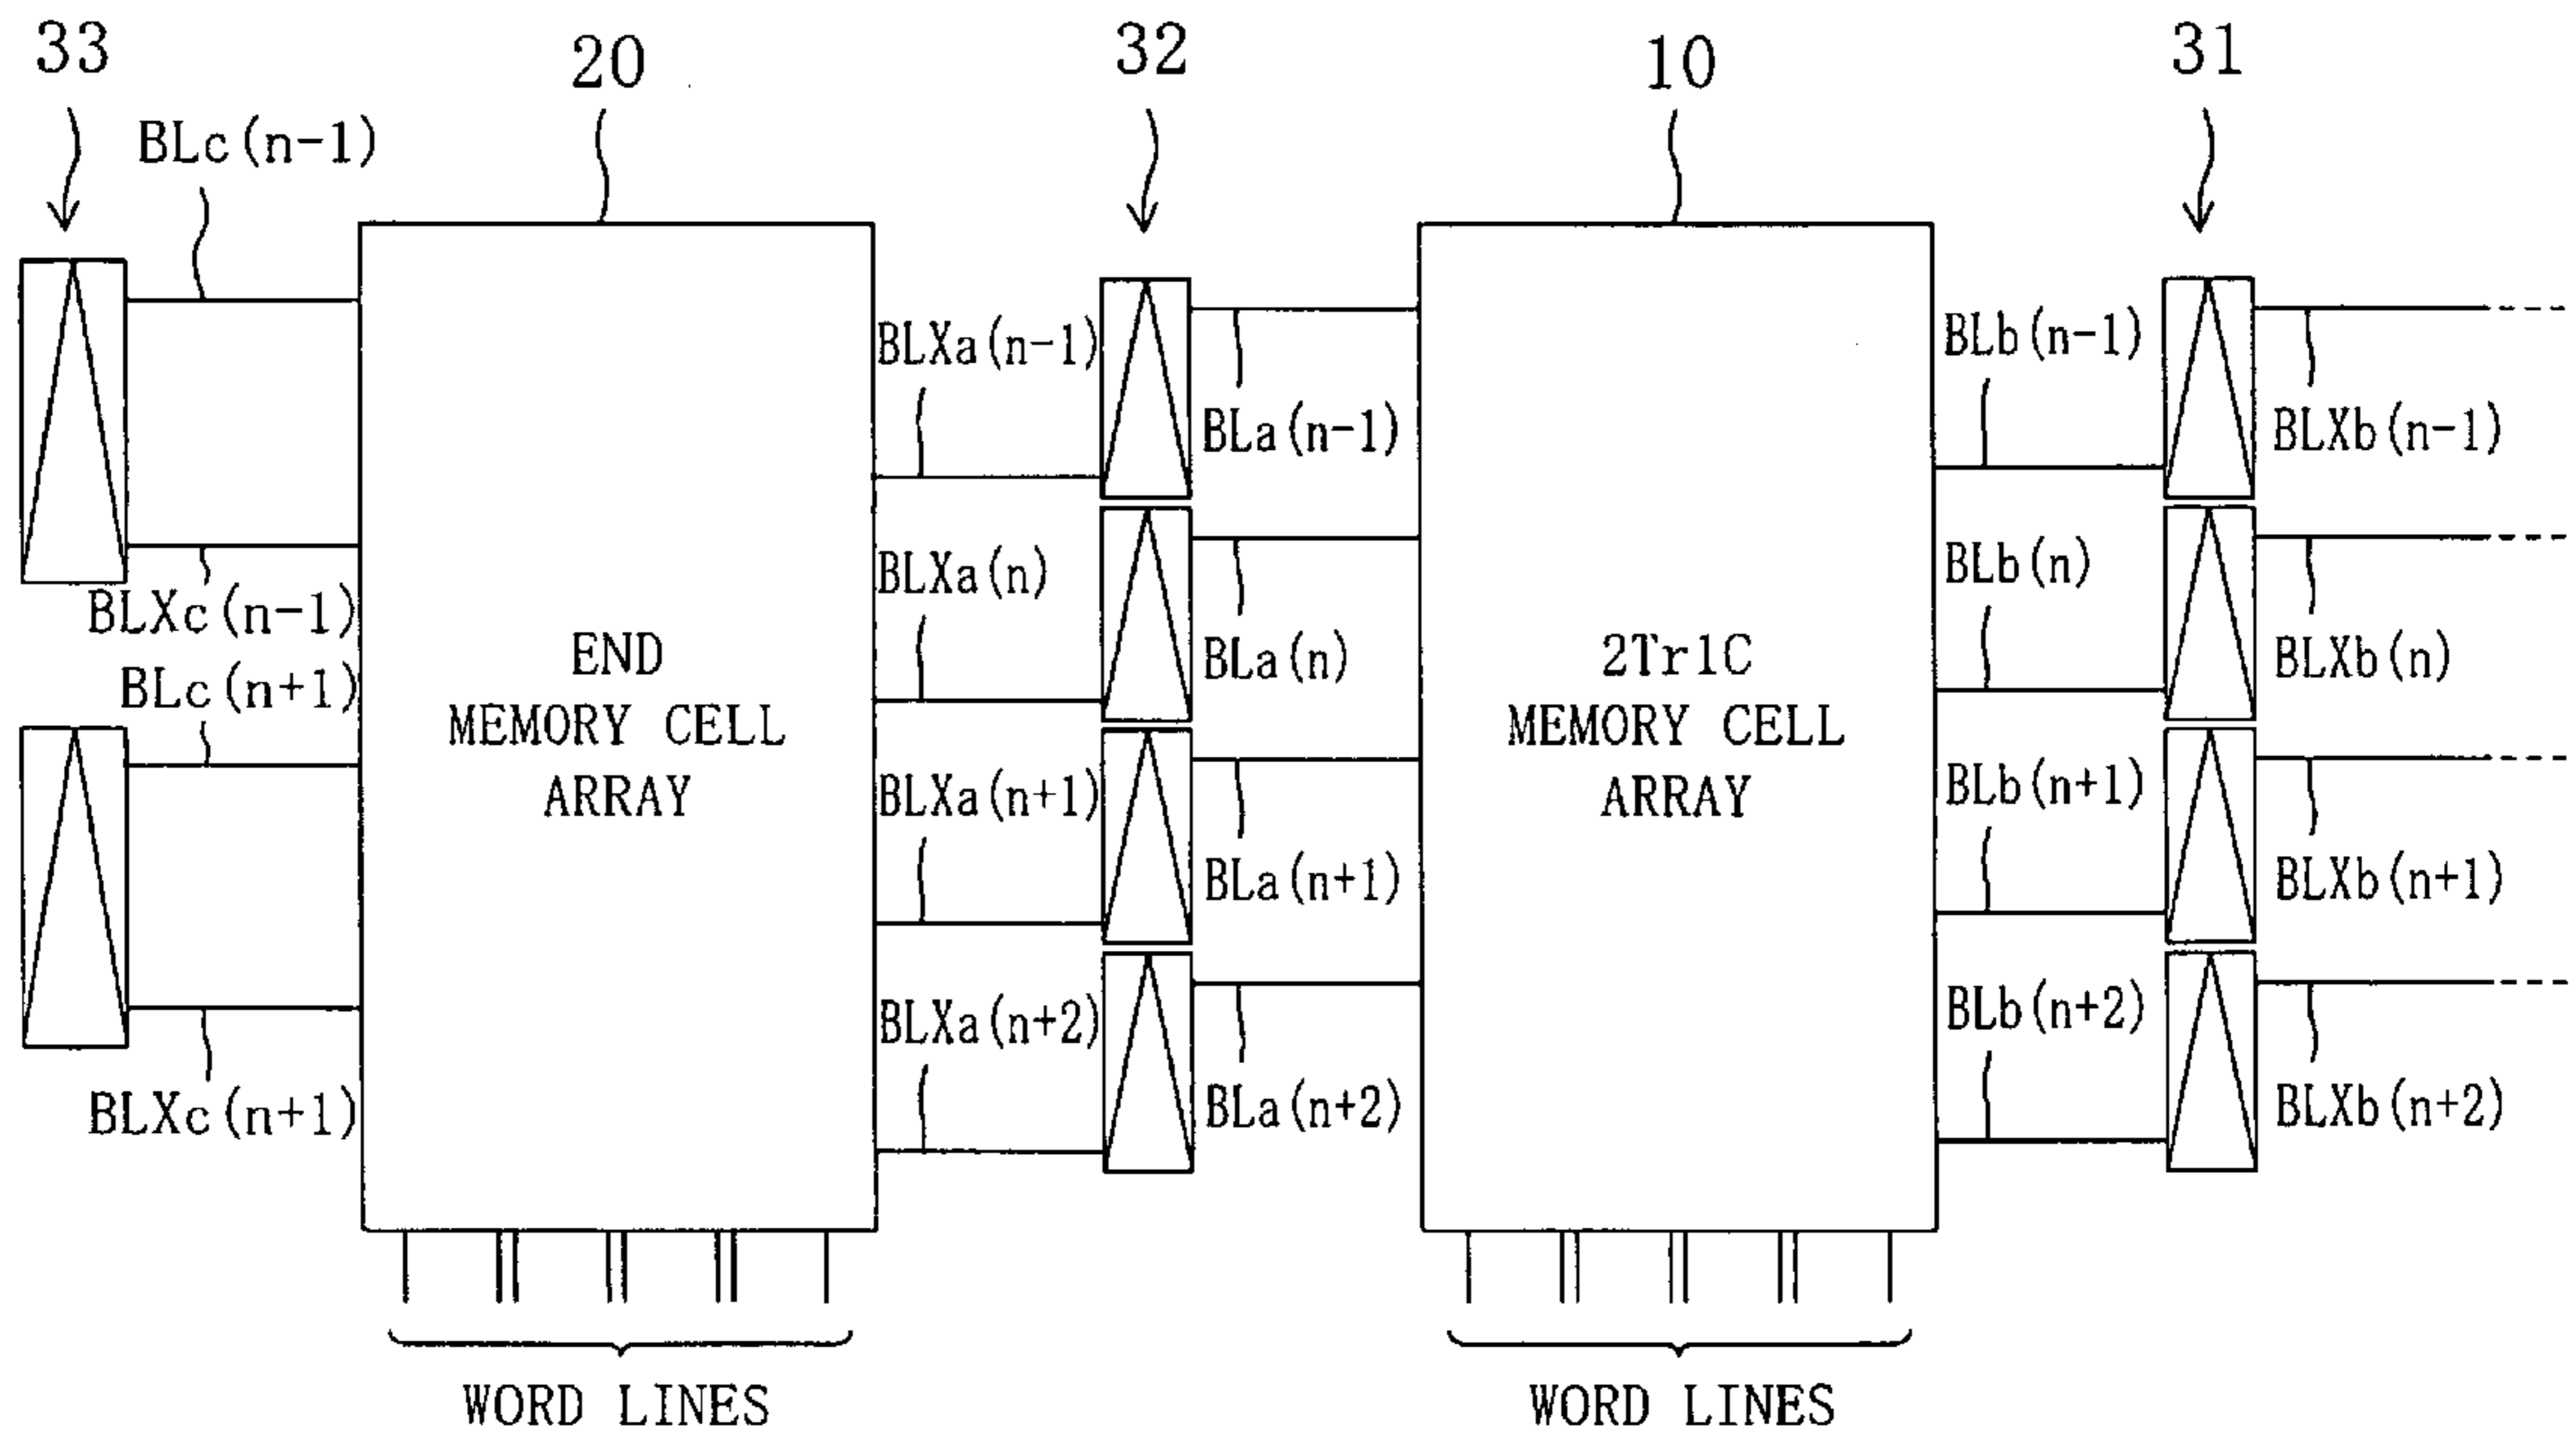 33
20
32
10
31
BLc(n-1)
BLXa(n-1)
BLb(n-1)
BLa(n-1)
BLXb(n-1)
BLXa(n)
BLb(n)
BLXc(n-1)
END
MEMORY CELL
ARRAY
BLa(n)
2Tr1C
MEMORY CELL
ARRAY
BLXb(n)
BLc(n+1)
BLXa(n+1)
BLb(n+1)
BLa(n+1)
BLXb(n+1)
BLXa(n+2)
BLb(n+2)
BLXc(n+1)
BLa(n+2)
BLXb(n+2)
WORD LINES
WORD LINES